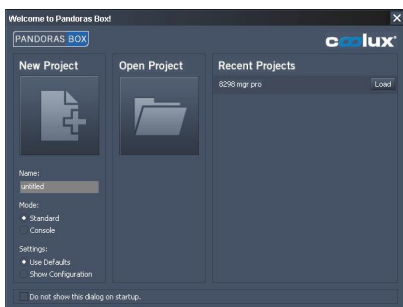 Welcome to Pandoras Box!
PANDORAS BOX
coolux
New Project
Open Project
Recent Projects
8298 mgr pro
Load
Name:
untitled
Mode:
Standard
Console
Settings:
Use Defaults
Show Configuration
Do not show this dialog on startup.